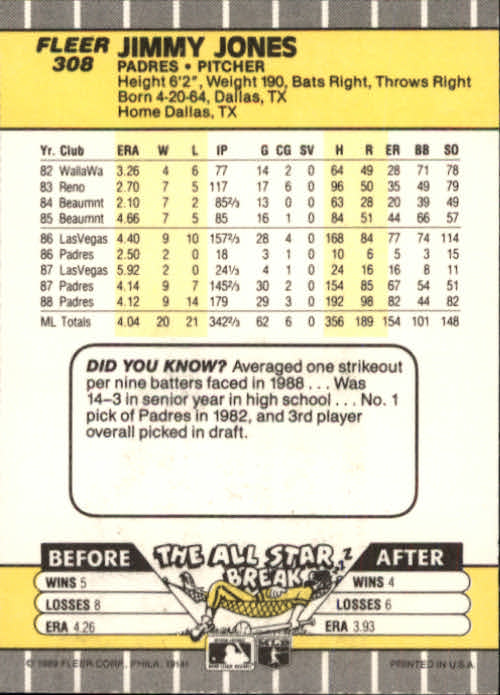 FLEER
308
JIMMY JONES
PADRES • PITCHER
Height 6'2", Weight 190, Bats Right, Throws Right
Born 4-20-64, Dallas, TX
Home Dallas, TX
Yr. Club ERA W L IP G CG SV H R ER BB SO
82 WallaWa 3.26 4 6 77 14 2 0 64 49 28 71 78
83 Reno 2.70 7 5 117 17 6 0 96 50 35 49 79
84 Beaumnt 2.10 7 2 85⅔ 13 0 0 63 28 20 39 49
85 Beaumnt 4.66 7 5 85 16 1 0 84 51 44 66 57
86 LasVegas 4.40 9 10 157⅔ 28 4 0 168 84 77 74 114
86 Padres 2.50 2 0 18 3 1 0 10 6 5 3 15
87 LasVegas 5.92 2 0 24⅓ 4 1 0 24 16 16 8 11
87 Padres 4.14 9 7 145⅔ 30 2 0 154 85 67 54 51
88 Padres 4.12 9 14 179 29 3 0 192 98 82 44 82
ML Totals 4.04 20 21 342⅔ 62 6 0 356 189 154 101 148
DID YOU KNOW? Averaged one strikeout
per nine batters faced in 1988 . . . Was
14–3 in senior year in high school . . . No. 1
pick of Padres in 1982, and 3rd player
overall picked in draft.
BEFORE THE ALL STAR BREAK AFTER
WINS 5 WINS 4
LOSSES 8 LOSSES 6
ERA 4.26 ERA 3.93
© 1989 FLEER CORP., PHILA. 19141 PRINTED IN U.S.A.